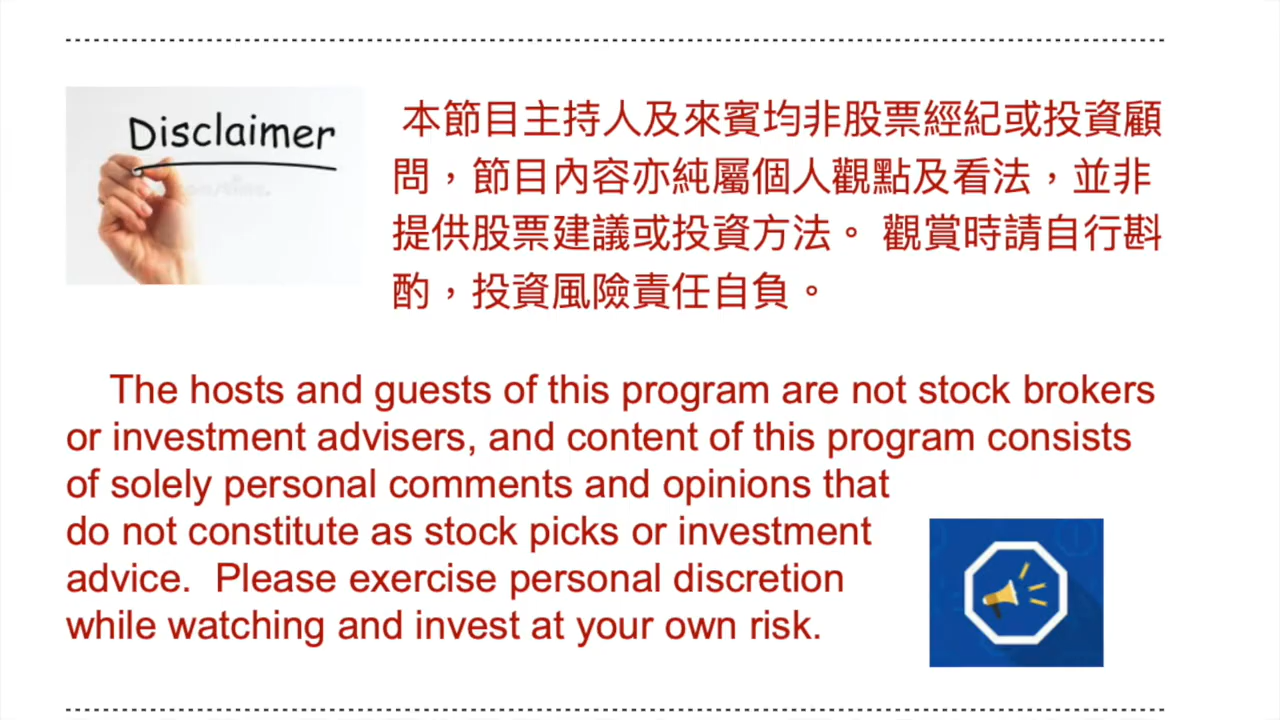 Disclaimer
本節目主持人及來賓均非股票經紀或投資顧
問，節目內容亦純屬個人觀點及看法，並非
提供股票建議或投資方法。 觀賞時請自行斟
酌，投資風險責任自負。
The hosts and guests of this program are not stock brokers
or investment advisers, and content of this program consists
of solely personal comments and opinions that
do not constitute as stock picks or investment
advice.  Please exercise personal discretion
while watching and invest at your own risk.